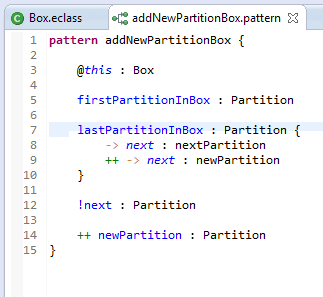 Box.eclass
addNewPartitionBox.pattern
1 pattern addNewPartitionBox {
2
3 @this : Box
4
5 firstPartitionInBox : Partition
6
7 lastPartitionInBox : Partition {
8 -> next : nextPartition
9 ++ -> next : newPartition
10 }
11
12 !next : Partition
13
14 ++ newPartition : Partition
15 }